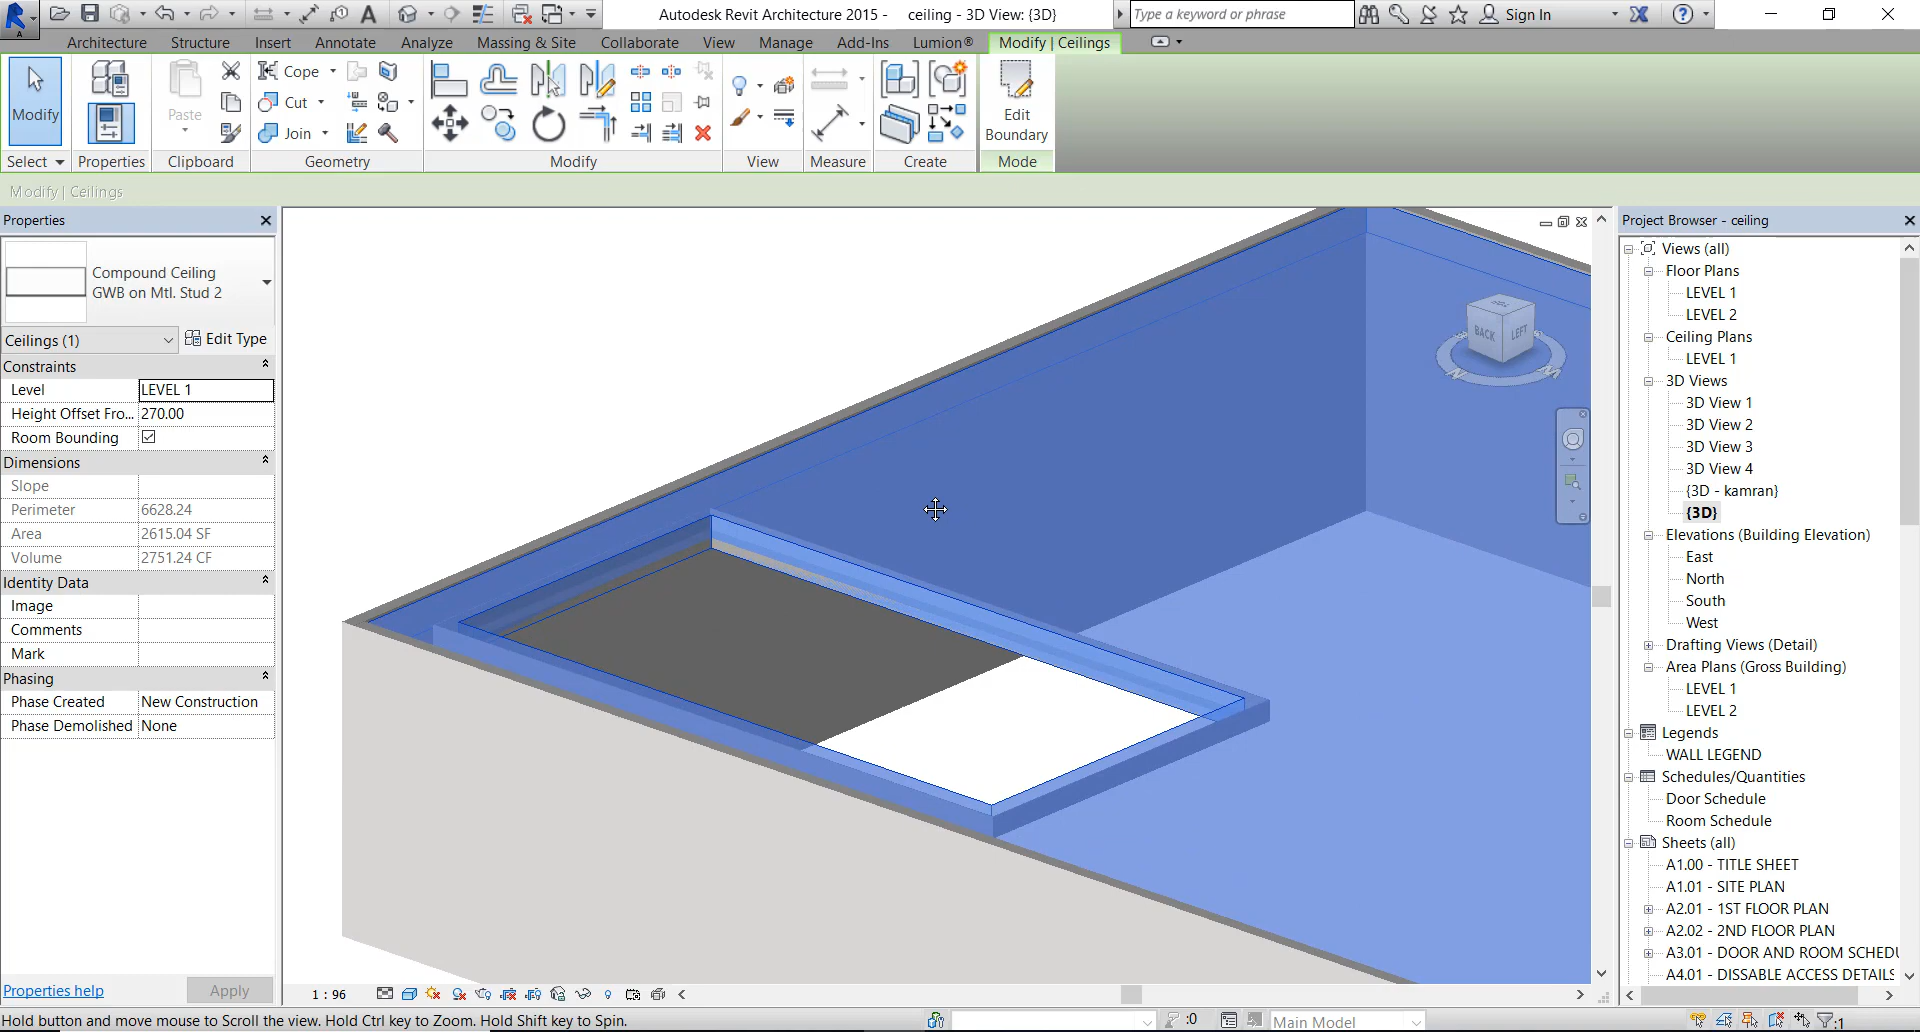 Autodesk Revit Architecture 2015 - ceiling - 3D View: {3D}
Type a keyword or phrase
Sign In
Architecture
Structure
Insert
Annotate
Analyze
Massing & Site
Collaborate
View
Manage
Add-Ins
Lumion®
Modify | Ceilings
Modify
Paste
Cope
Cut
Join
Edit
Boundary
Select
Properties
Clipboard
Geometry
Modify
View
Measure
Create
Mode
Modify | Ceilings
Properties
Compound Ceiling
GWB on Mtl. Stud 2
Ceilings (1)
Edit Type
Constraints
Level LEVEL 1
Height Offset Fro... 270.00
Room Bounding
Dimensions
Slope
Perimeter 6628.24
Area 2615.04 SF
Volume 2751.24 CF
Identity Data
Image
Comments
Mark
Phasing
Phase Created New Construction
Phase Demolished None
Properties help
Apply
BACK
LEFT
1 : 96
Project Browser - ceiling
Views (all)
Floor Plans
LEVEL 1
LEVEL 2
Ceiling Plans
LEVEL 1
3D Views
3D View 1
3D View 2
3D View 3
3D View 4
{3D - kamran}
{3D}
Elevations (Building Elevation)
East
North
South
West
Drafting Views (Detail)
Area Plans (Gross Building)
LEVEL 1
LEVEL 2
Legends
WALL LEGEND
Schedules/Quantities
Door Schedule
Room Schedule
Sheets (all)
A1.00 - TITLE SHEET
A1.01 - SITE PLAN
A2.01 - 1ST FLOOR PLAN
A2.02 - 2ND FLOOR PLAN
A3.01 - DOOR AND ROOM SCHEDU
A4.01 - DISSABLE ACCESS DETAILS
Hold button and move mouse to Scroll the view. Hold Ctrl key to Zoom. Hold Shift key to Spin.
:0
Main Model
:1